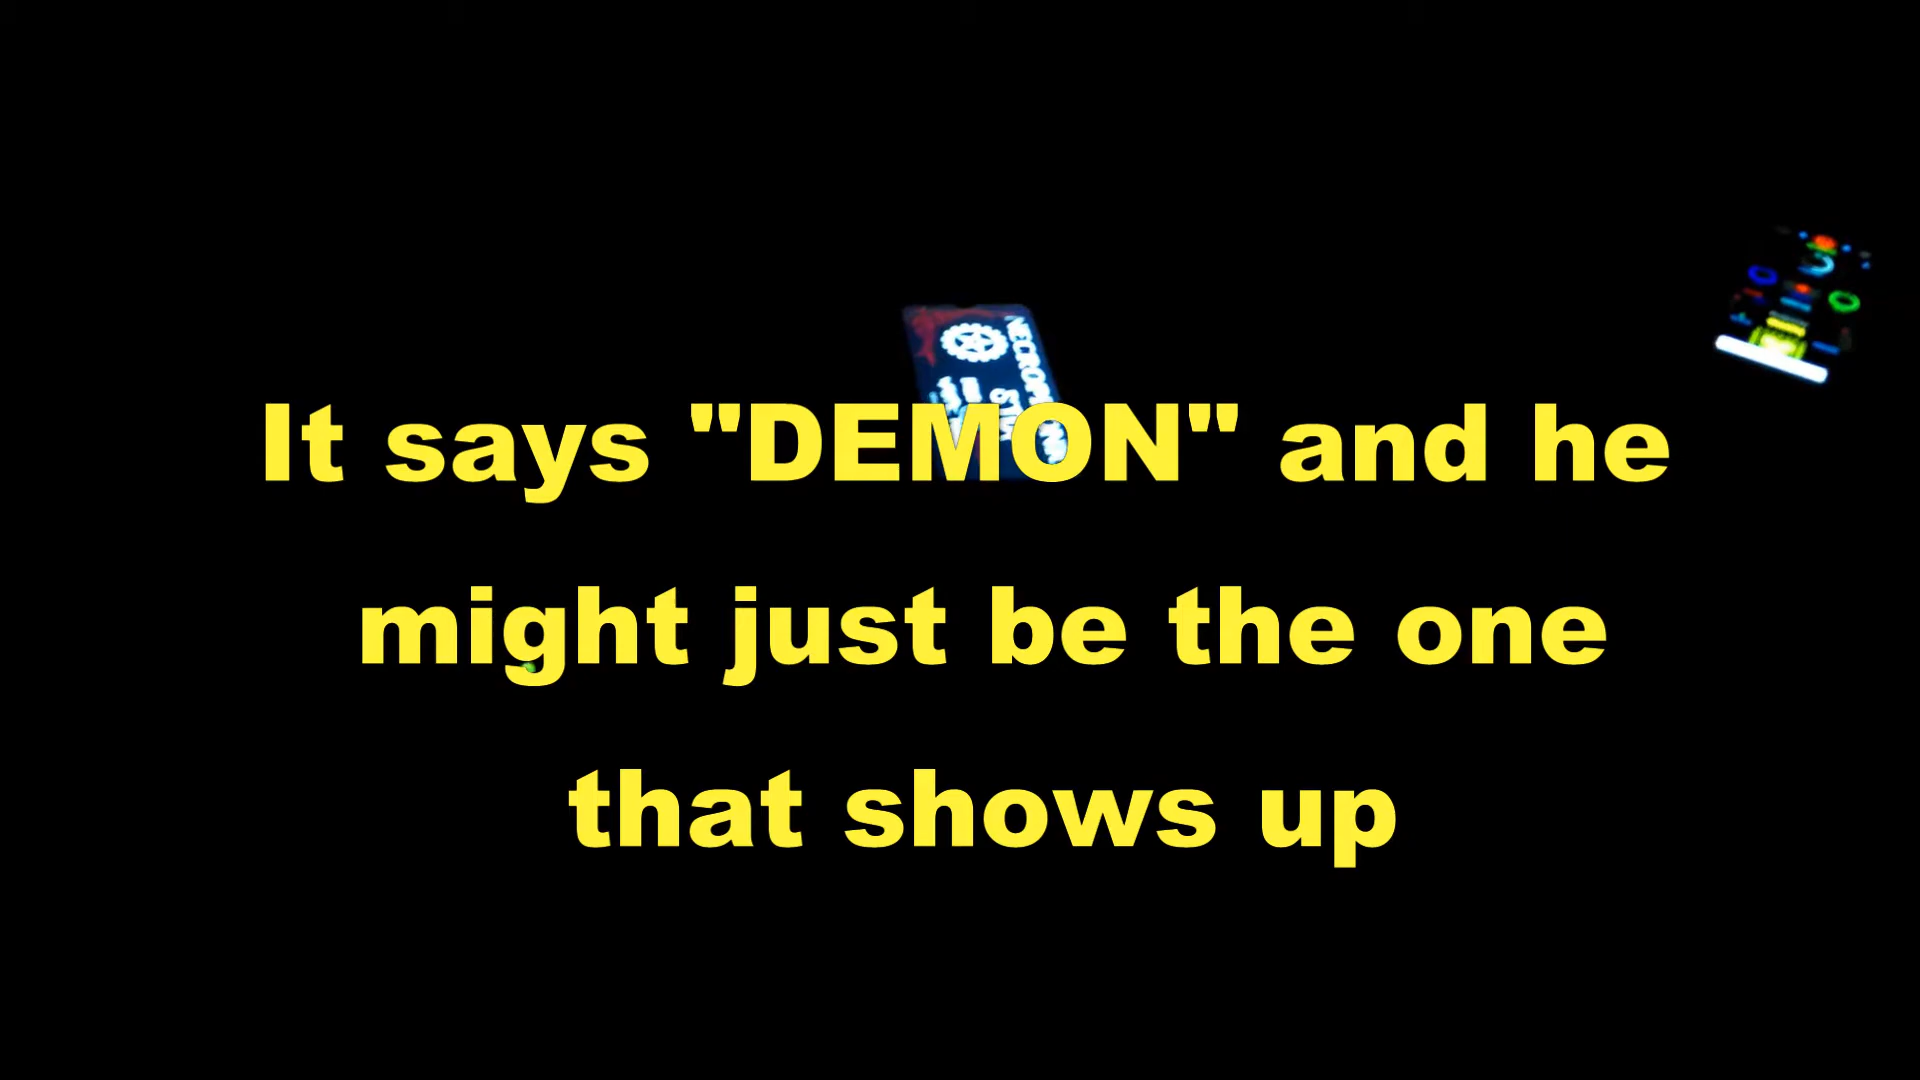 It says "DEMON" and he
might just be the one
that shows up